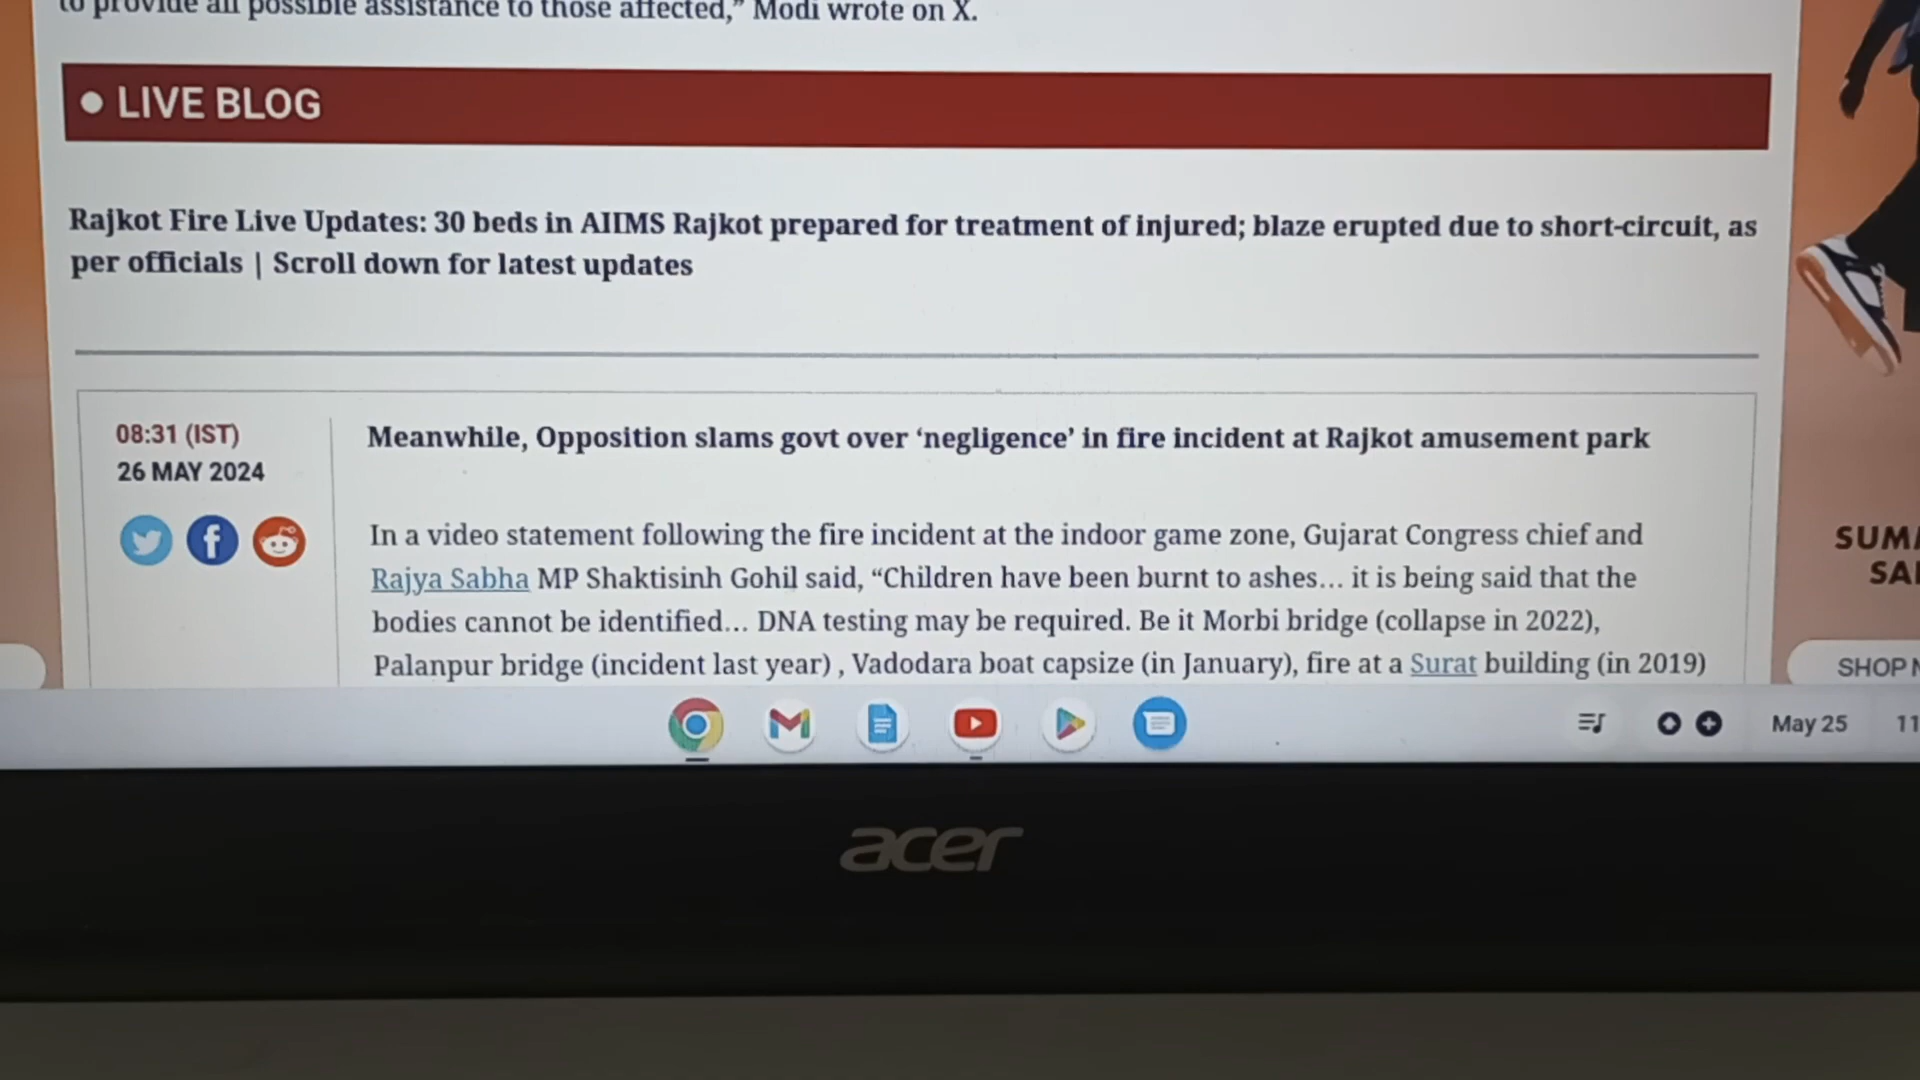 to provide all possible assistance to those affected,” Modi wrote on X.
LIVE BLOG
Rajkot Fire Live Updates: 30 beds in AIIMS Rajkot prepared for treatment of injured; blaze erupted due to short-circuit, as
per officials | Scroll down for latest updates
08:31 (IST)
26 MAY 2024
Meanwhile, Opposition slams govt over ‘negligence’ in fire incident at Rajkot amusement park
In a video statement following the fire incident at the indoor game zone, Gujarat Congress chief and
Rajya Sabha MP Shaktisinh Gohil said, “Children have been burnt to ashes… it is being said that the
bodies cannot be identified… DNA testing may be required. Be it Morbi bridge (collapse in 2022),
Palanpur bridge (incident last year) , Vadodara boat capsize (in January), fire at a Surat building (in 2019)
SHOP
May 25
11
acer